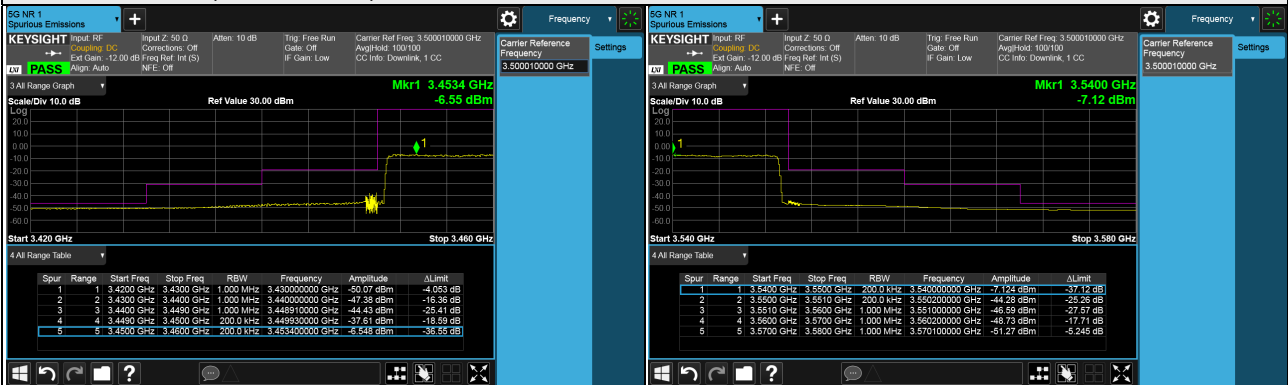 5G NR 1
Spurious Emissions
Frequency
KEYSIGHT Input: RF Input Z: 50 Ω Atten: 10 dB Trig: Free Run Carrier Ref Freq: 3.500010000 GHz
Coupling: DC Corrections: Off Gate: Off Avg|Hold: 100/100
Ext Gain: -12.00 dB Freq Ref: Int (S) IF Gain: Low CC Info: Downlink, 1 CC
LXI PASS Align: Auto NFE: Off
Carrier Reference
Frequency
3.500010000 GHz
Settings
3 All Range Graph
Mkr1 3.4534 GHz
Scale/Div 10.0 dB Ref Value 30.00 dBm -6.55 dBm
Log
20.0
10.0
0.00
-10.0
-20.0
-30.0
-40.0
-50.0
-60.0
1
Start 3.420 GHz Stop 3.460 GHz
4 All Range Table
Spur Range Start Freq Stop Freq RBW Frequency Amplitude ΔLimit
1 1 3.4200 GHz 3.4300 GHz 1.000 MHz 3.430000000 GHz -50.07 dBm -4.053 dB
2 2 3.4300 GHz 3.4400 GHz 1.000 MHz 3.440000000 GHz -47.38 dBm -16.36 dB
3 3 3.4400 GHz 3.4490 GHz 1.000 MHz 3.448910000 GHz -44.43 dBm -25.41 dB
4 4 3.4490 GHz 3.4500 GHz 200.0 kHz 3.449930000 GHz -37.61 dBm -18.59 dB
5 5 3.4500 GHz 3.4600 GHz 200.0 kHz 3.453400000 GHz -6.548 dBm -36.55 dB
?
5G NR 1
Spurious Emissions
Frequency
KEYSIGHT Input: RF Input Z: 50 Ω Atten: 10 dB Trig: Free Run Carrier Ref Freq: 3.500010000 GHz
Coupling: DC Corrections: Off Gate: Off Avg|Hold: 100/100
Ext Gain: -12.00 dB Freq Ref: Int (S) IF Gain: Low CC Info: Downlink, 1 CC
LXI PASS Align: Auto NFE: Off
Carrier Reference
Frequency
3.500010000 GHz
Settings
3 All Range Graph
Mkr1 3.5400 GHz
Scale/Div 10.0 dB Ref Value 30.00 dBm -7.12 dBm
Log
20.0
10.0
0.00
-10.0
-20.0
-30.0
-40.0
-50.0
-60.0
1
Start 3.540 GHz Stop 3.580 GHz
4 All Range Table
Spur Range Start Freq Stop Freq RBW Frequency Amplitude ΔLimit
1 1 3.5400 GHz 3.5500 GHz 200.0 kHz 3.540000000 GHz -7.124 dBm -37.12 dB
2 2 3.5500 GHz 3.5510 GHz 200.0 kHz 3.550200000 GHz -44.28 dBm -25.26 dB
3 3 3.5510 GHz 3.5600 GHz 1.000 MHz 3.551000000 GHz -46.59 dBm -27.57 dB
4 4 3.5600 GHz 3.5700 GHz 1.000 MHz 3.560200000 GHz -48.73 dBm -17.71 dB
5 5 3.5700 GHz 3.5800 GHz 1.000 MHz 3.570100000 GHz -51.27 dBm -5.245 dB
?